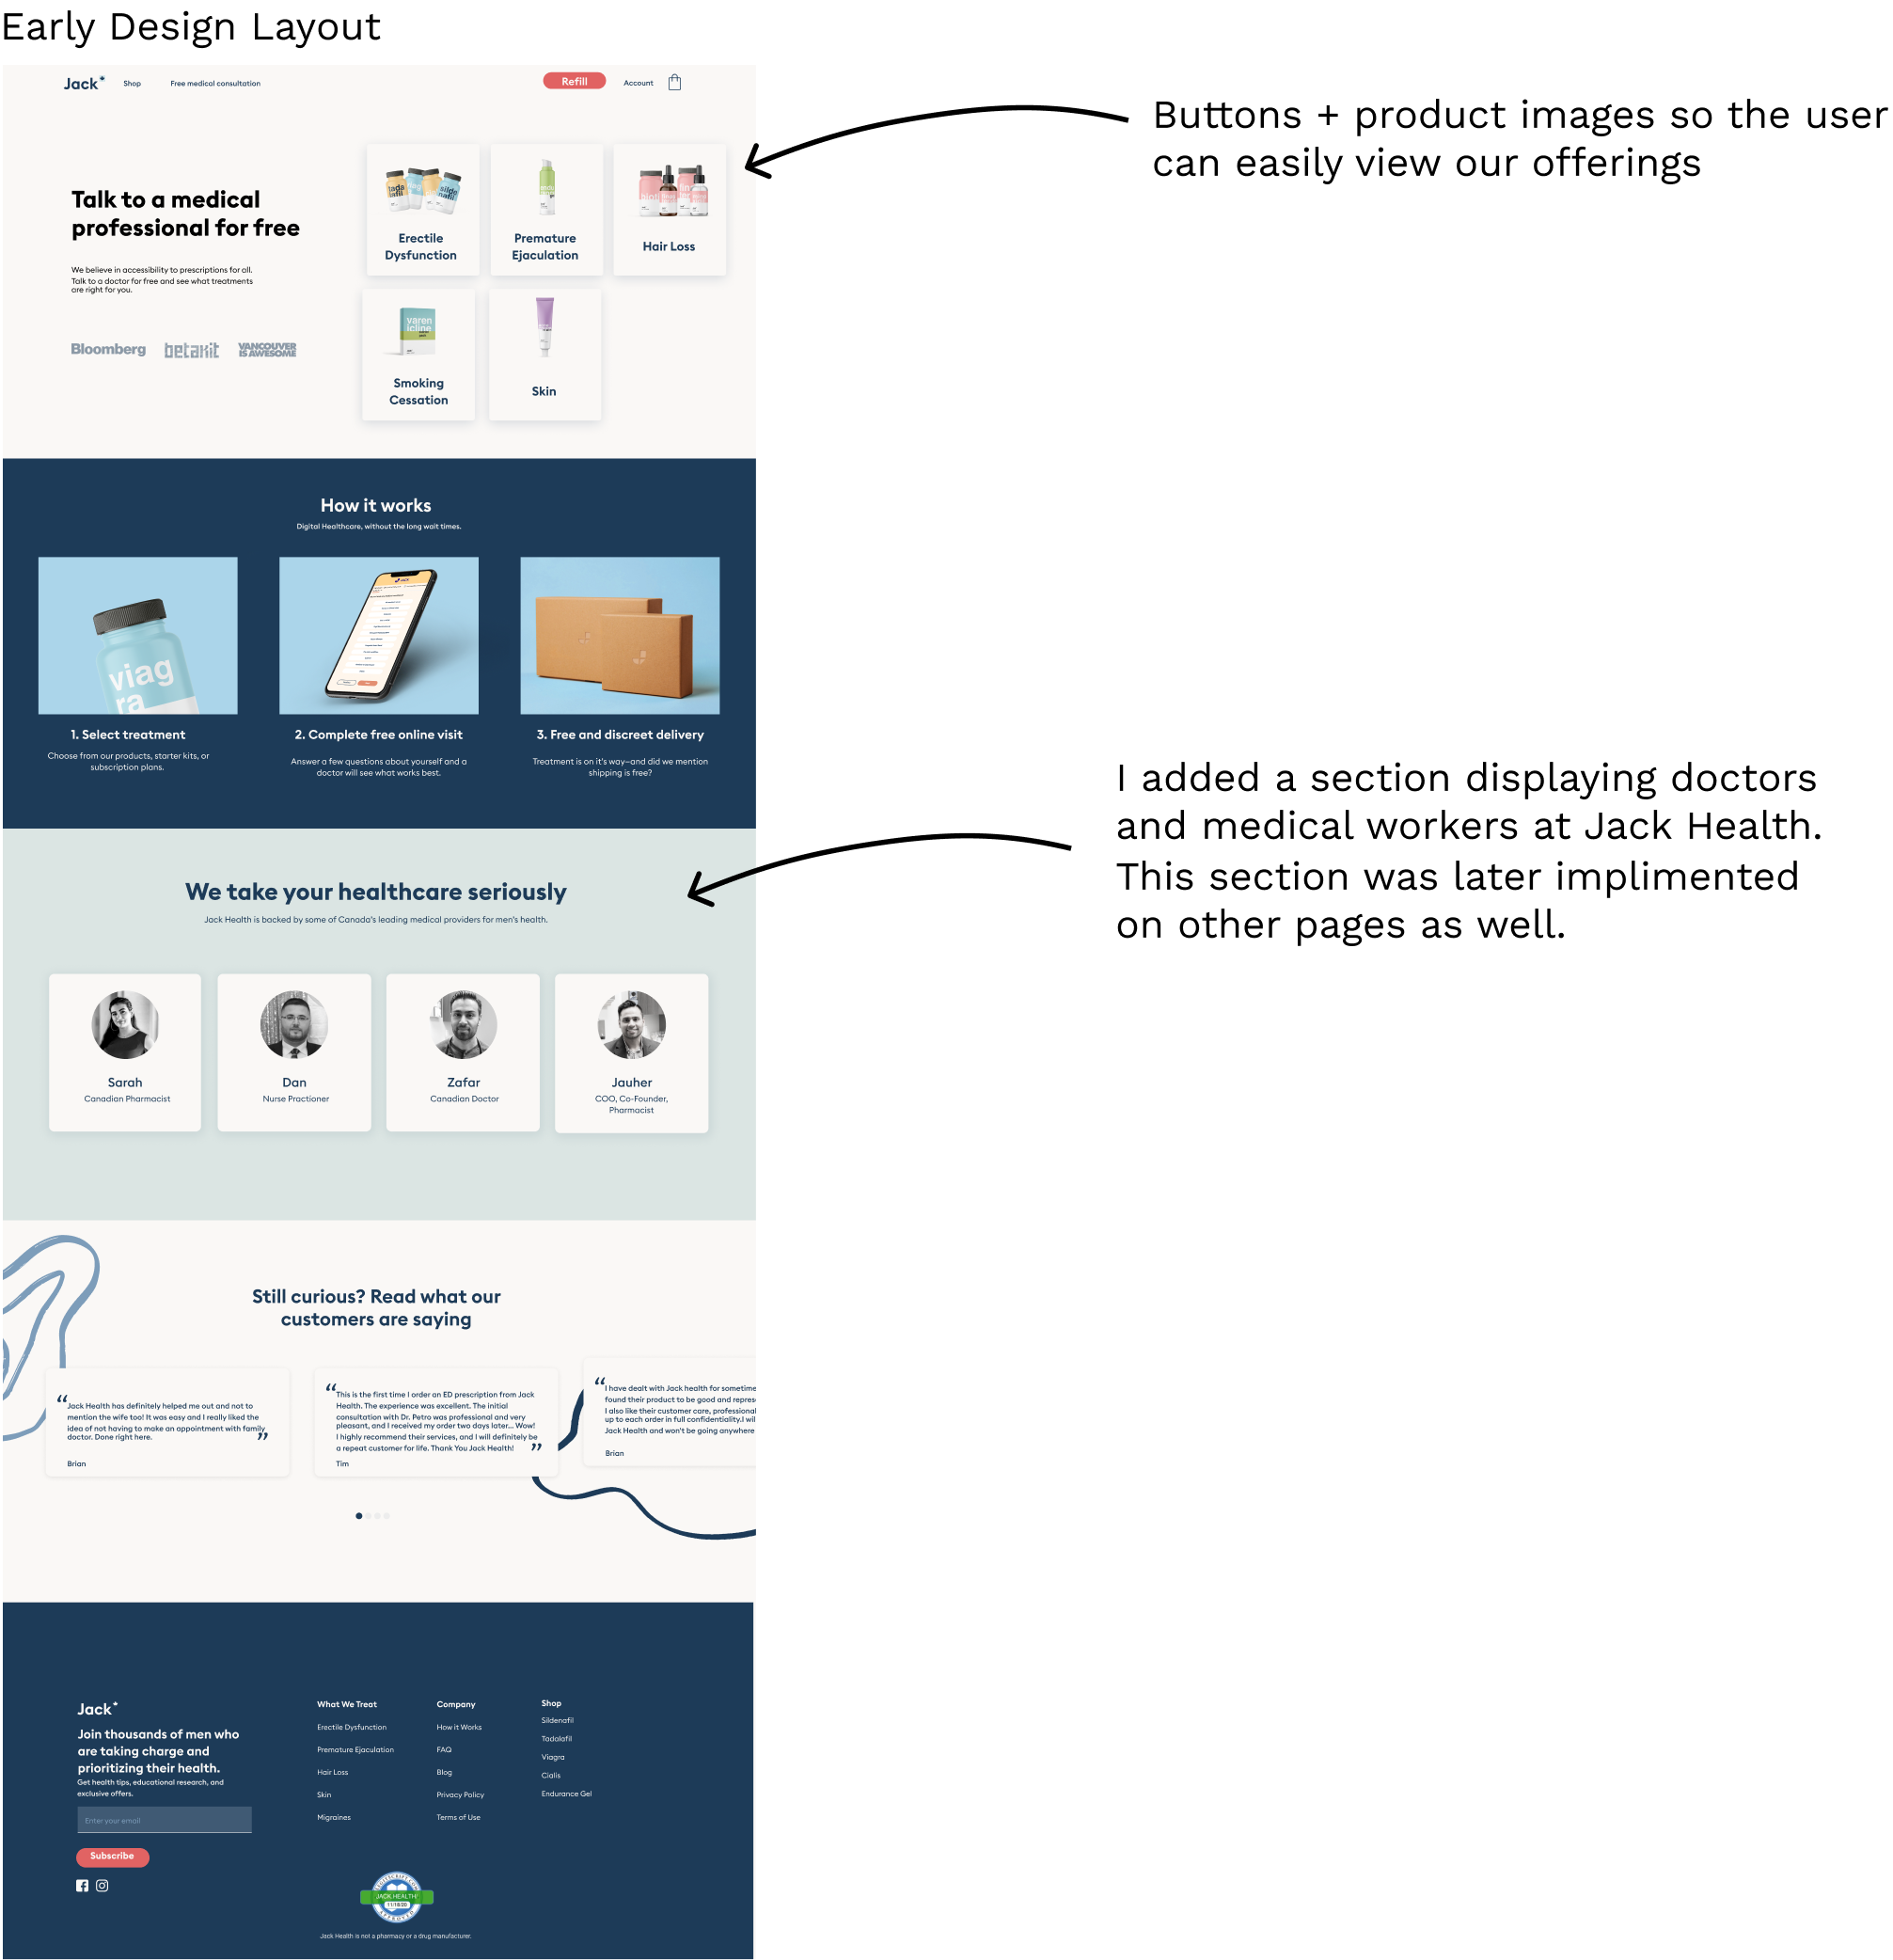 Early Design Layout
Jack*
Shop
Free medical consultation
Refill
Account
Buttons + product images so the user
can easily view our offerings
Talk to a medical
professional for free
We believe in accessibility to prescriptions for all.
Talk to a doctor for free and see what treatments
are right for you.
Bloomberg
betakit
VANCOUVER
IS AWESOME
tada
lafil
silde
nafil
Erectile
Dysfunction
Premature
Ejaculation
Hair Loss
varen
icline
Smoking
Cessation
Skin
How it works
Digital Healthcare, without the long wait times.
viag
ra
1. Select treatment
Choose from our products, starter kits, or
subscription plans.
2. Complete free online visit
Answer a few questions about yourself and a
doctor will see what works best.
3. Free and discreet delivery
Treatment is on it's way—and did we mention
shipping is free?
I added a section displaying doctors
and medical workers at Jack Health.
This section was later implimented
on other pages as well.
We take your healthcare seriously
Jack Health is backed by some of Canada's leading medical providers for men's health.
Sarah
Canadian Pharmacist
Dan
Nurse Practioner
Zafar
Canadian Doctor
Jauher
COO, Co-Founder,
Pharmacist
Still curious? Read what our
customers are saying
“Jack Health has definitely helped me out and not to
mention the wife too! It was easy and I really liked the
idea of not having to make an appointment with family
doctor. Done right here.”
Brian
“This is the first time I order an ED prescription from Jack
Health. The experience was excellent. The initial
consultation with Dr. Petro was professional and very
pleasant, and I received my order two days later... Wow!
I highly recommend their services, and I will definitely be
a repeat customer for life. Thank You Jack Health!”
Tim
“I have dealt with Jack health for sometime
found their product to be good and repres
I also like their customer care, professional
up to each order in full confidentiality.I wil
Jack Health and won't be going anywhere
Brian
Jack*
Join thousands of men who
are taking charge and
prioritizing their health.
Get health tips, educational research, and
exclusive offers.
Enter your email
Subscribe
What We Treat
Erectile Dysfunction
Premature Ejaculation
Hair Loss
Skin
Migraines
Company
How it Works
FAQ
Blog
Privacy Policy
Terms of Use
Shop
Sildenafil
Tadalafil
Viagra
Cialis
Endurance Gel
JACK HEALTH
11/18/20
APPROVED
Jack Health is not a pharmacy or a drug manufacturer.